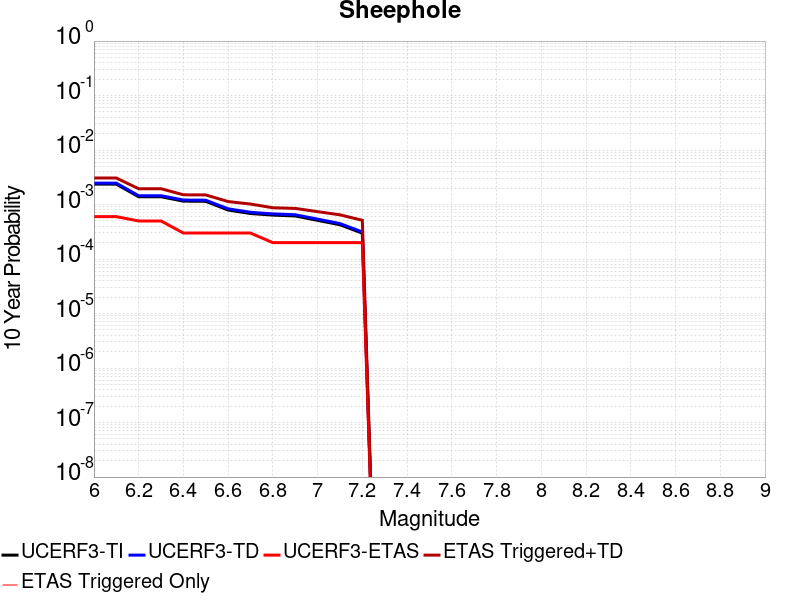 Sheephole
10^0
10^-1
10^-2
10^-3
10^-4
10^-5
10^-6
10^-7
10^-8
10 Year Probability
6 6.2 6.4 6.6 6.8 7 7.2 7.4 7.6 7.8 8 8.2 8.4 8.6 8.8 9
Magnitude
UCERF3-TI UCERF3-TD UCERF3-ETAS ETAS Triggered+TD
ETAS Triggered Only